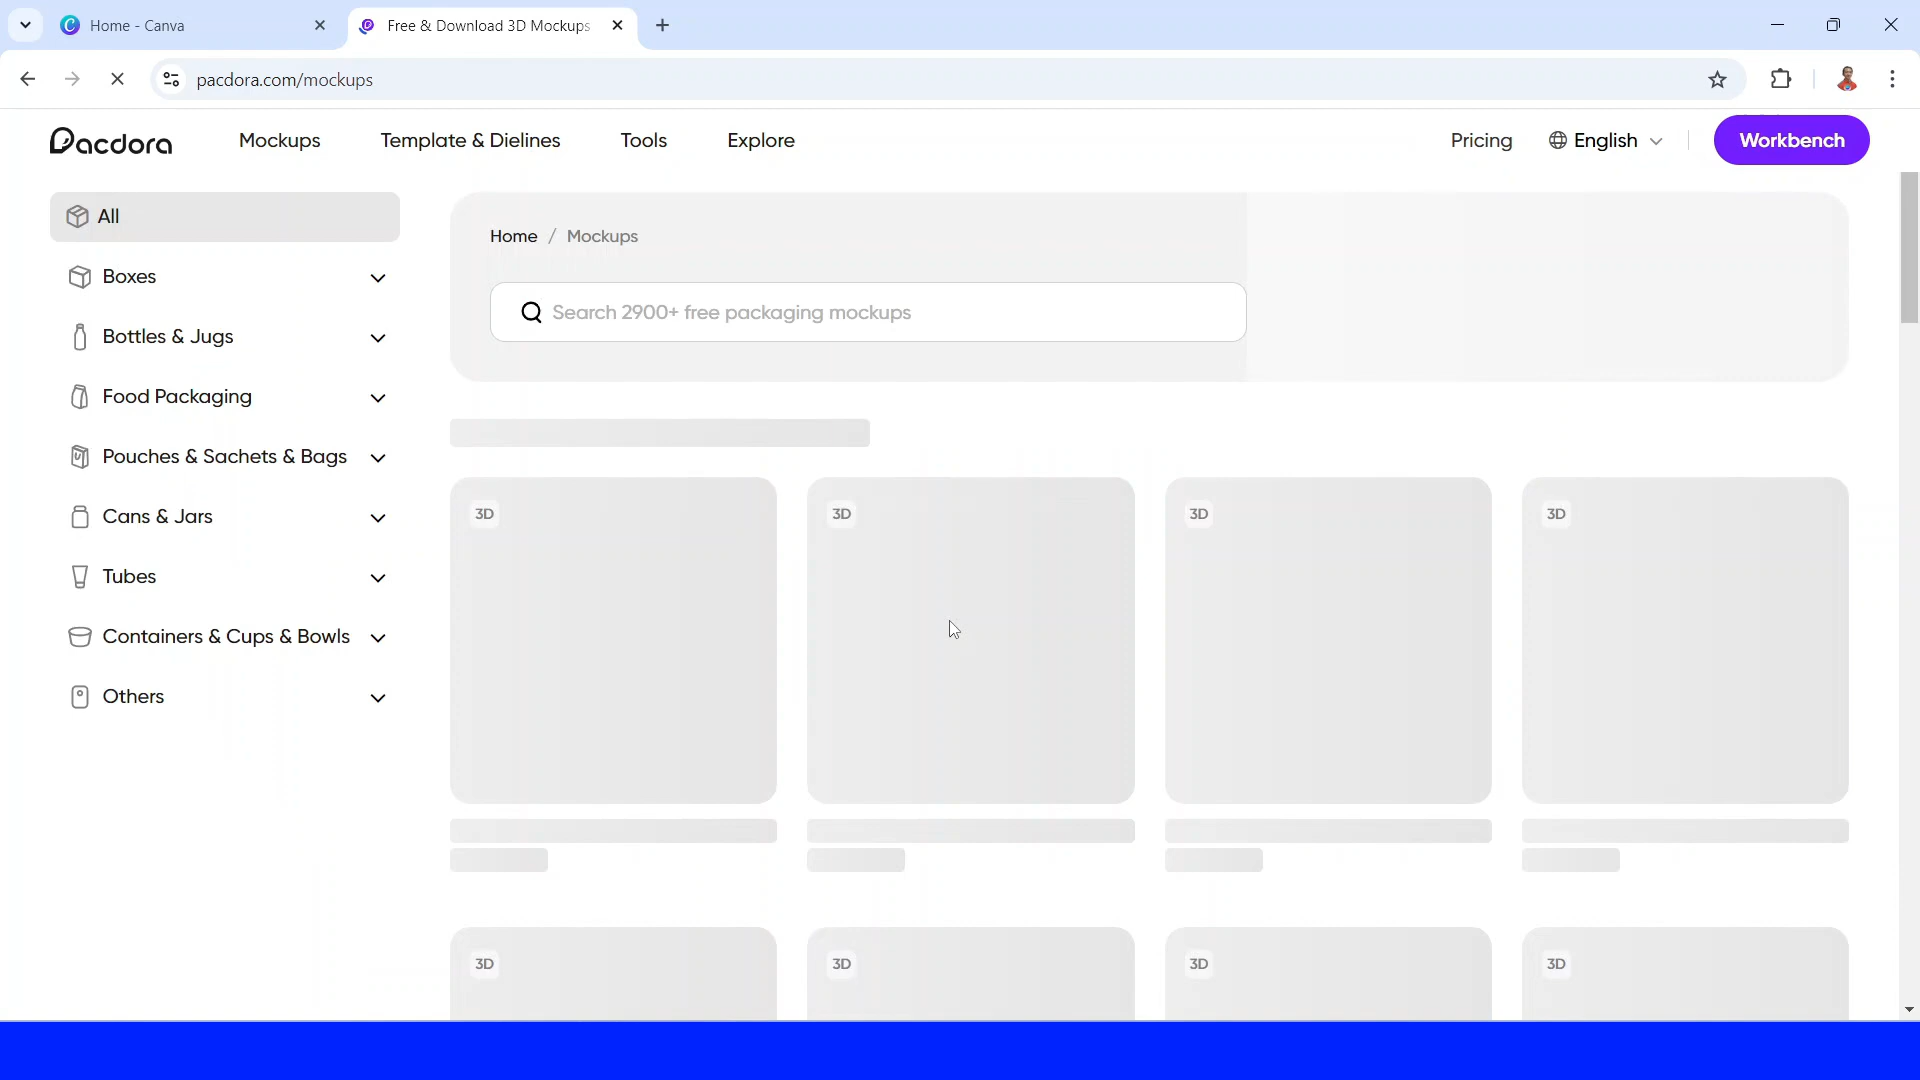 Home - Canva
Free & Download 3D Mockups
pacdora.com/mockups
Pacdora
Mockups
Template & Dielines
Tools
Explore
Pricing
English
Workbench
All
Boxes
Bottles & Jugs
Food Packaging
Pouches & Sachets & Bags
Cans & Jars
Tubes
Containers & Cups & Bowls
Others
Home / Mockups
Search 2900+ free packaging mockups
3D
3D
3D
3D
3D
3D
3D
3D